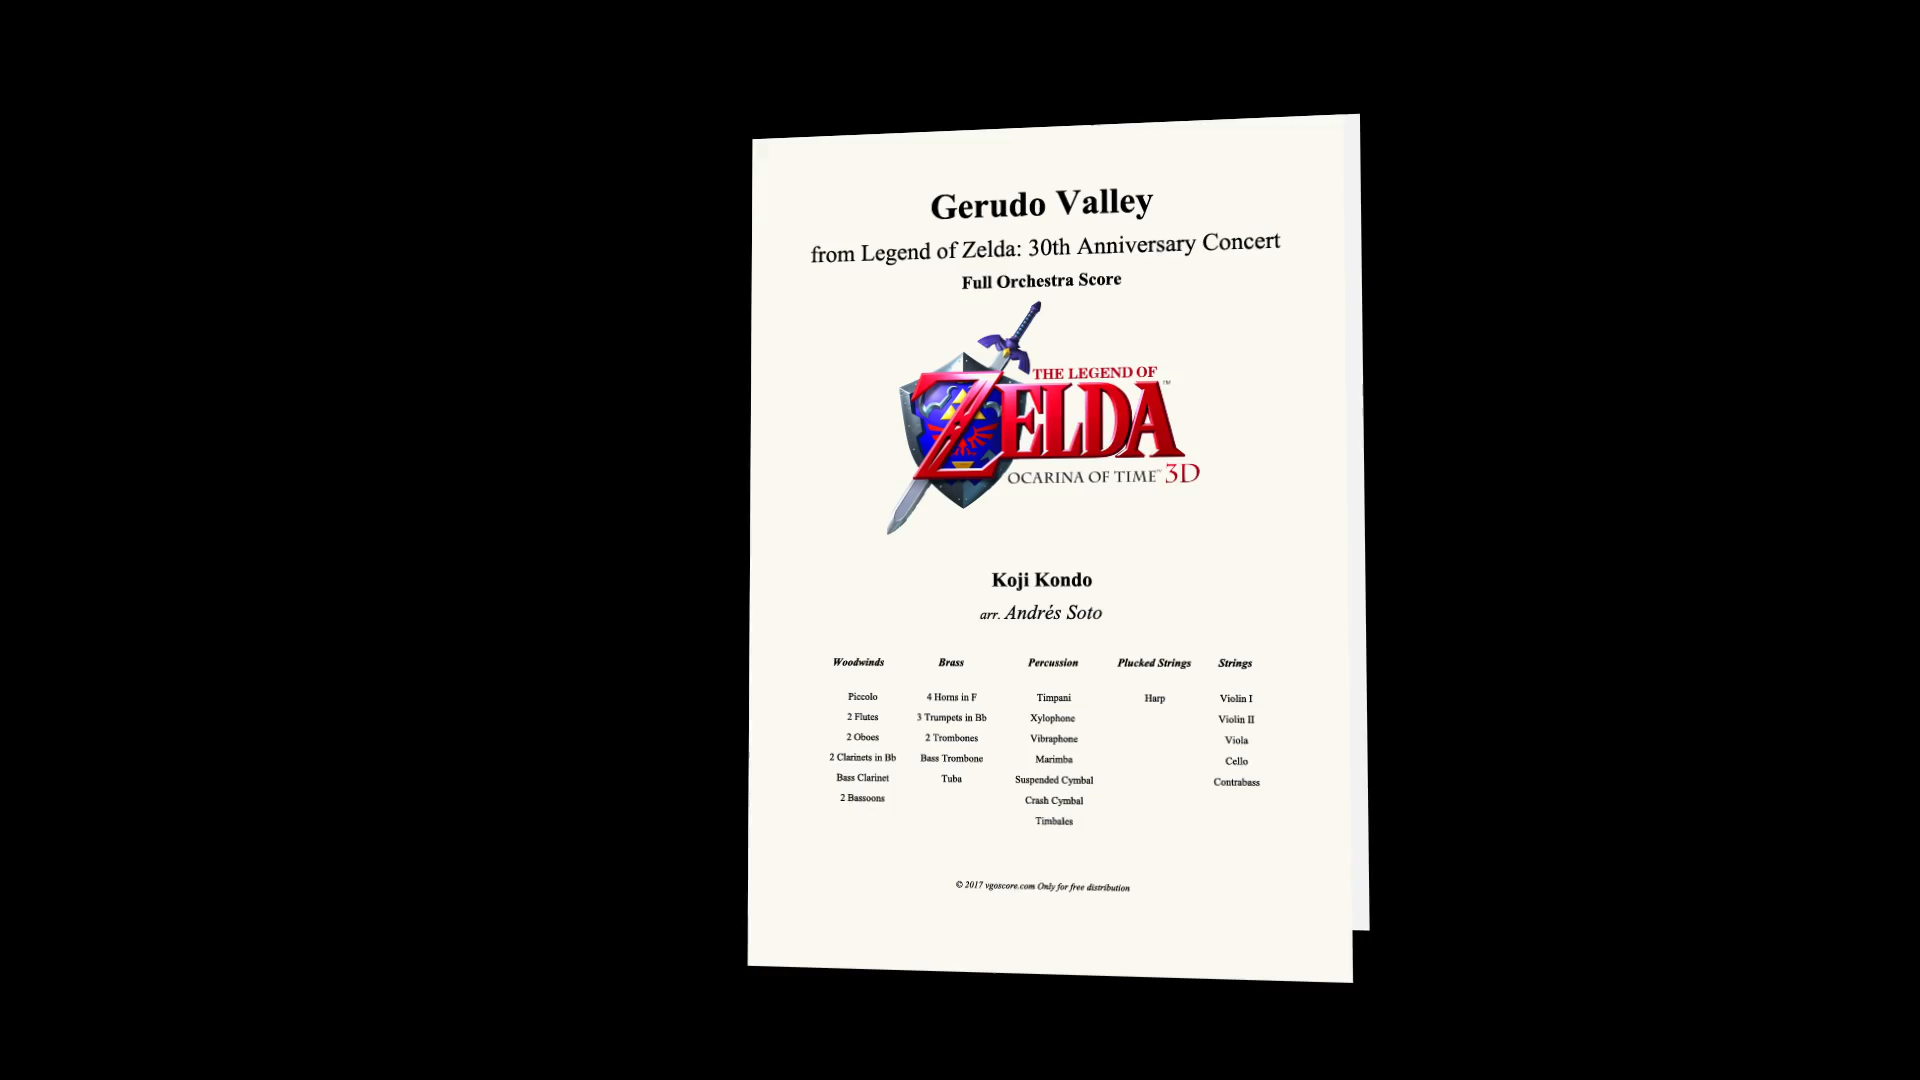 Gerudo Valley
from Legend of Zelda: 30th Anniversary Concert
Full Orchestra Score
THE LEGEND OF
ZELDA™
OCARINA OF TIME™ 3D
Koji Kondo
arr. Andrés Soto
Woodwinds
Piccolo
2 Flutes
2 Oboes
2 Clarinets in Bb
Bass Clarinet
2 Bassoons
Brass
4 Horns in F
3 Trumpets in Bb
2 Trombones
Bass Trombone
Tuba
Percussion
Timpani
Xylophone
Vibraphone
Marimba
Suspended Cymbal
Crash Cymbal
Timbales
Plucked Strings
Harp
Strings
Violin I
Violin II
Viola
Cello
Contrabass
© 2017 vgoscore.com Only for free distribution